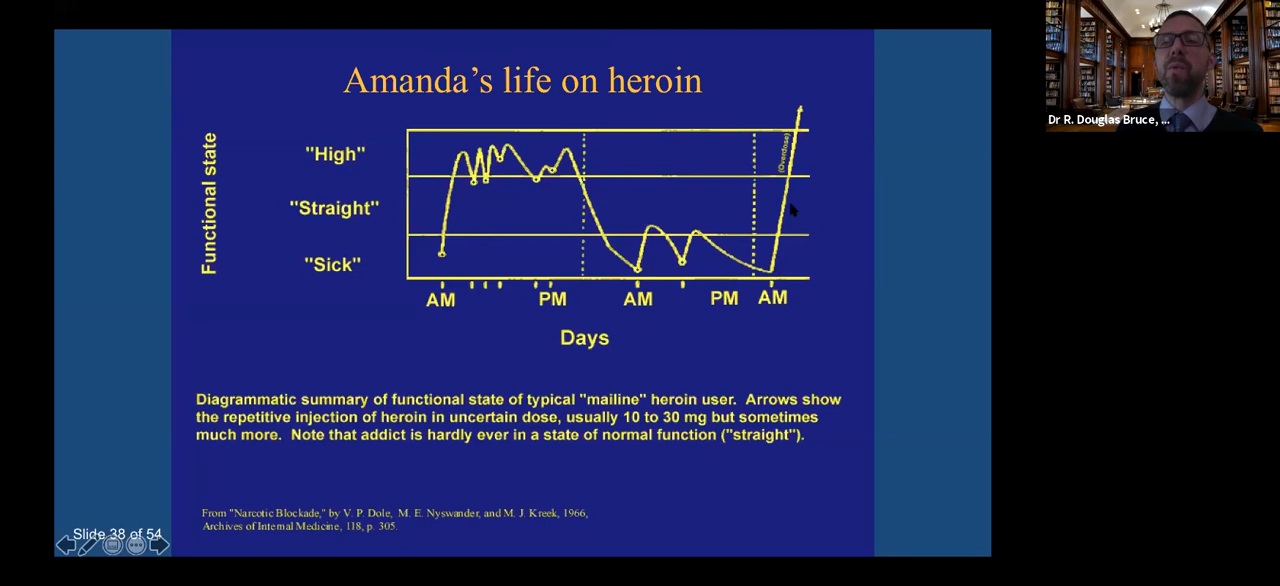 Amanda's life on heroin
Functional state
"High"
"Straight"
"Sick"
(Overdose)
AM
PM
AM
PM
AM
Days
Diagrammatic summary of functional state of typical "mailine" heroin user. Arrows show
the repetitive injection of heroin in uncertain dose, usually 10 to 30 mg but sometimes
much more. Note that addict is hardly ever in a state of normal function ("straight").
From "Narcotic Blockade," by V. P. Dole, M. E. Nyswander, and M. J. Kreek, 1966,
Archives of Internal Medicine, 118, p. 305.
Slide 38 of 54
Dr R. Douglas Bruce, ...